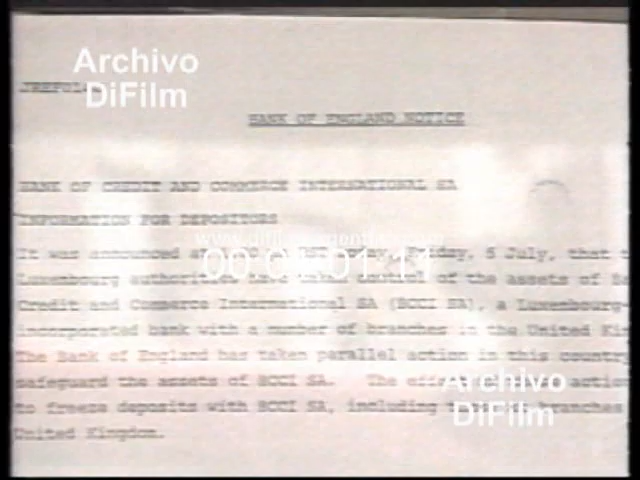 Archivo
DiFilm
BANK OF ENGLAND NOTICE
BANK OF CREDIT AND COMMERCE INTERNATIONAL SA
INFORMATION FOR DEPOSITORS
It was announced at Friday, 5 July, that
Luxembourg of the assets of
Credit and Commerce International SA (BCCI SA), a Luxembourg-
incorporated bank with a number of branches in the United
The Bank of England has taken parallel action in this country
safeguard the assets of BCCI SA. The action
to freeze deposits with BCCI SA, including branches
United Kingdom.
00:01:01:11
Archivo
DiFilm